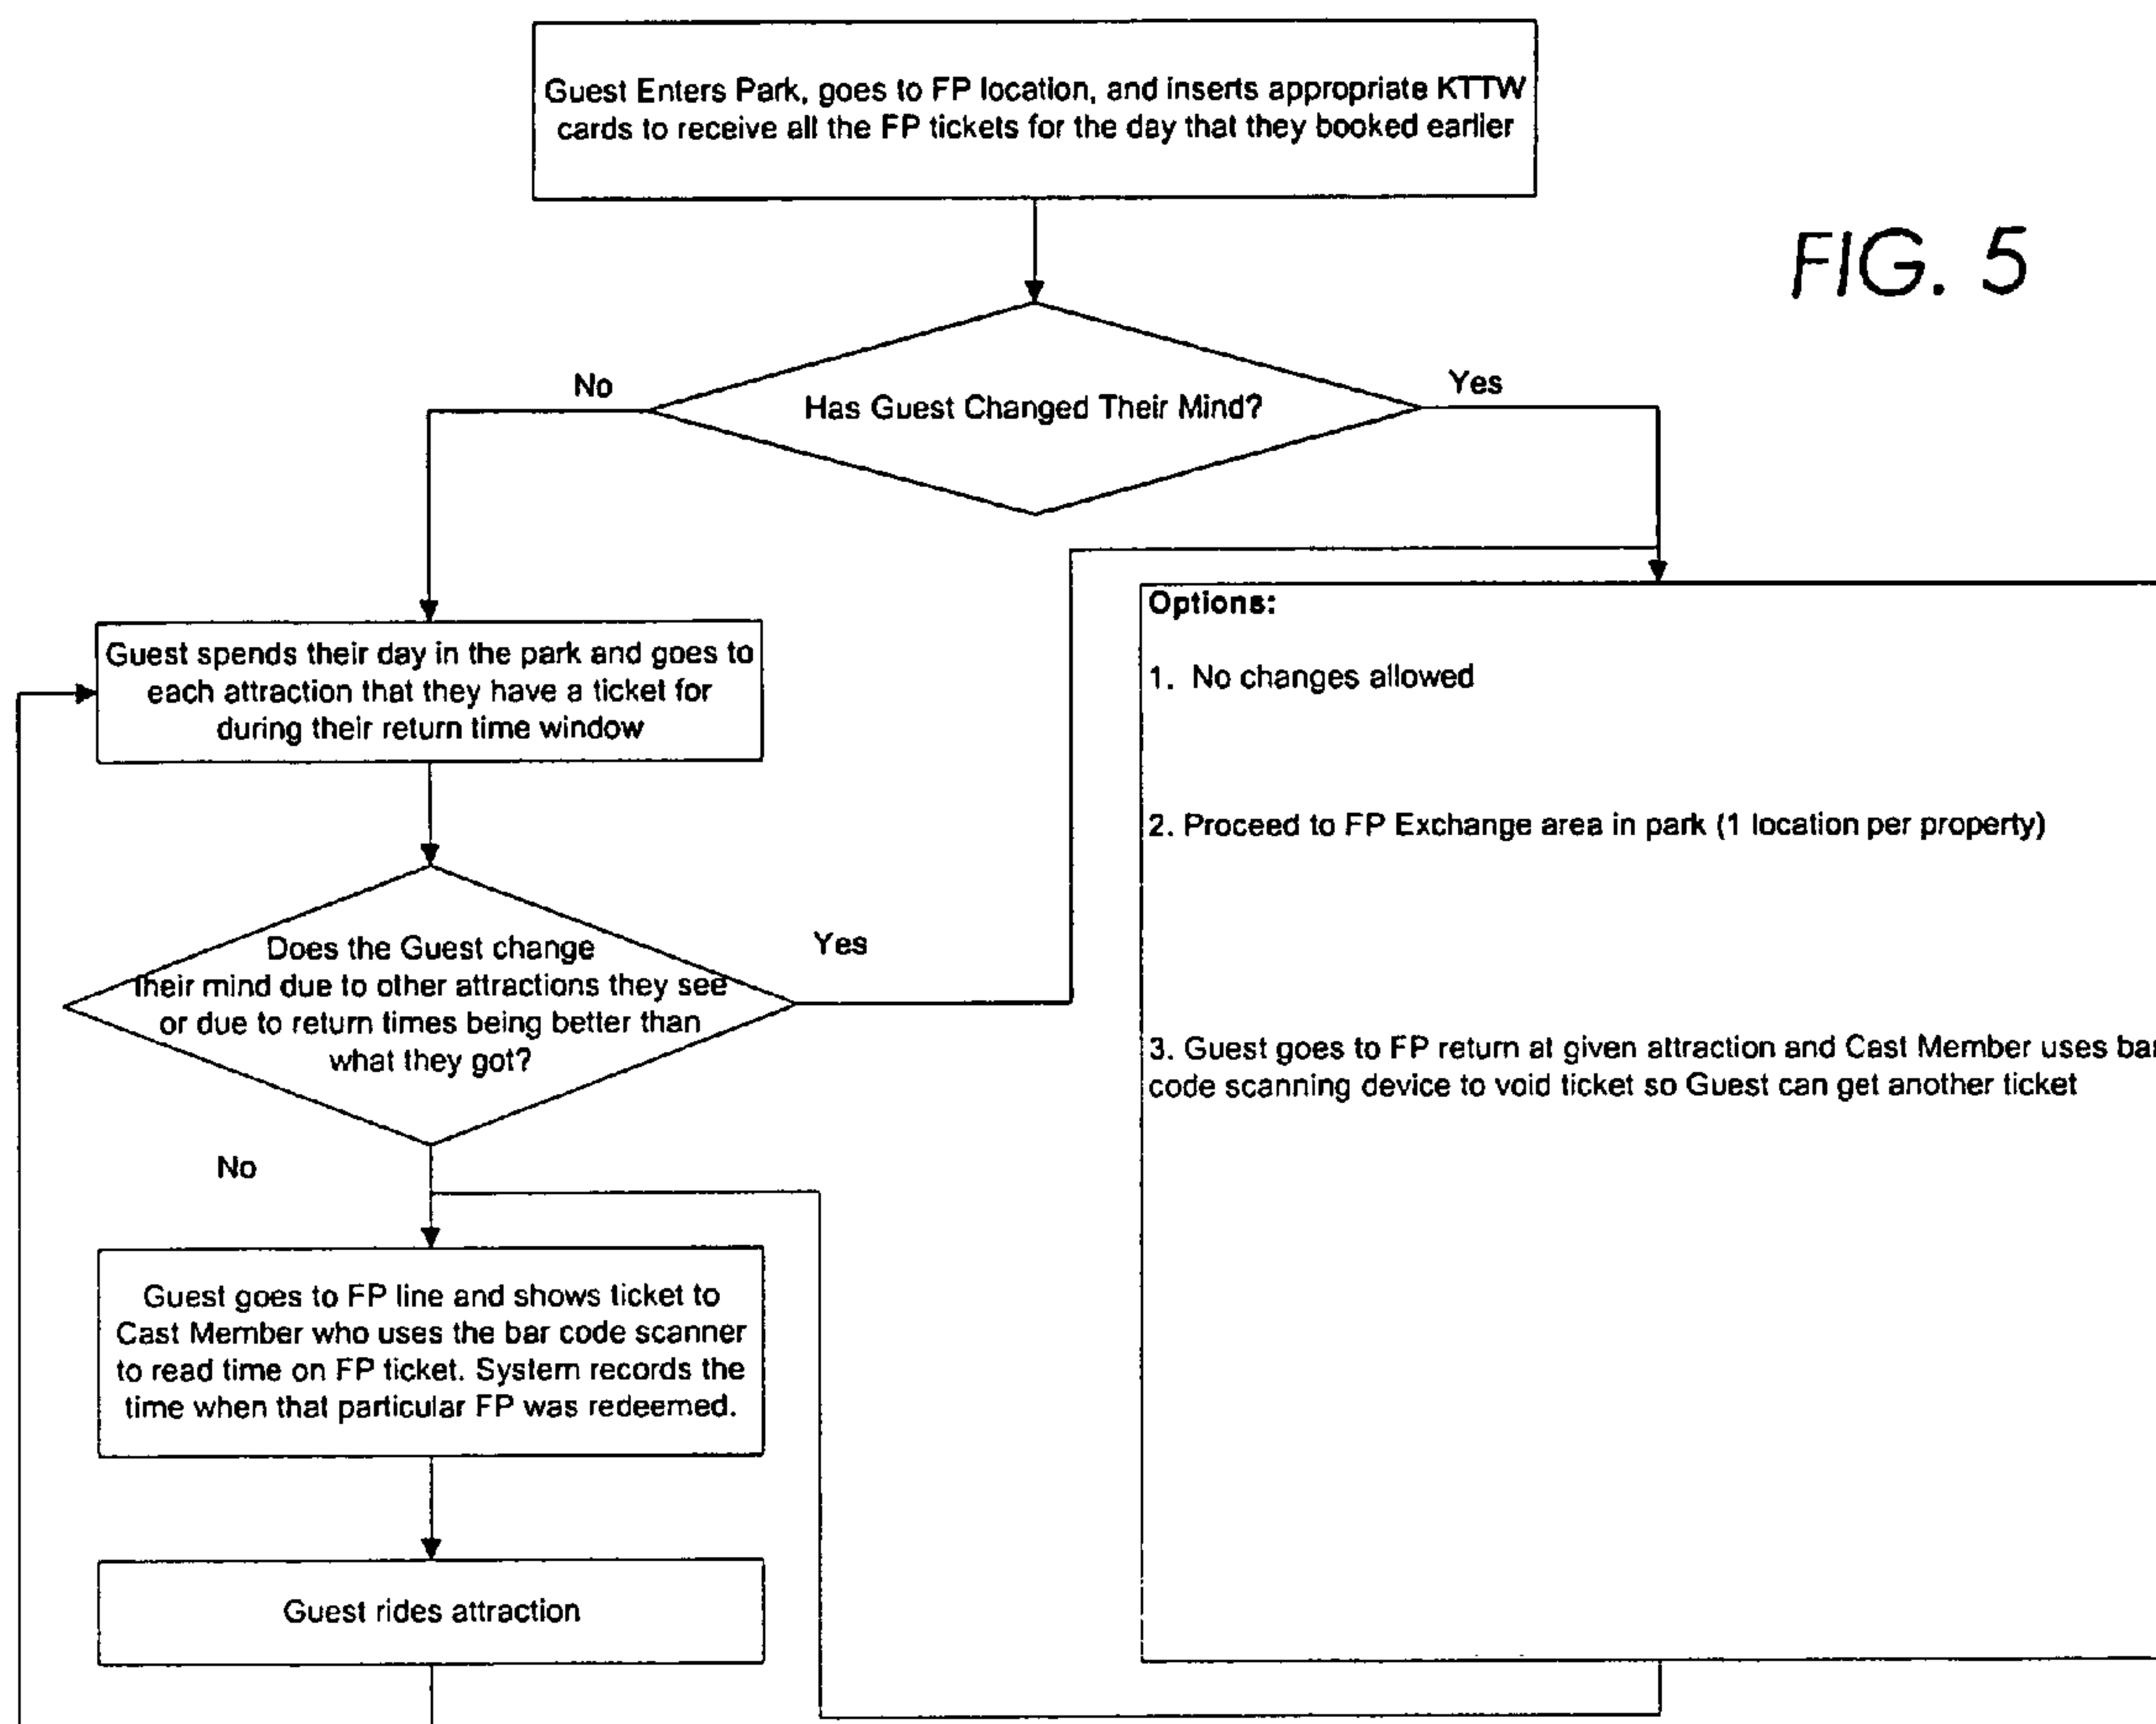 Guest Enters Park, goes to FP location, and inserts appropriate KTTW
cards to receive all the FP tickets for the day that they booked earlier
FIG. 5
No
Has Guest Changed Their Mind?
Yes
Guest spends their day in the park and goes to
each attraction that they have a ticket for
during their return time window
Options:
1. No changes allowed
2. Proceed to FP Exchange area in park (1 location per property)
3. Guest goes to FP return at given attraction and Cast Member uses bar
code scanning device to void ticket so Guest can get another ticket
Does the Guest change
their mind due to other attractions they see
or due to return times being better than
what they got?
Yes
No
Guest goes to FP line and shows ticket to
Cast Member who uses the bar code scanner
to read time on FP ticket. System records the
time when that particular FP was redeemed.
Guest rides attraction